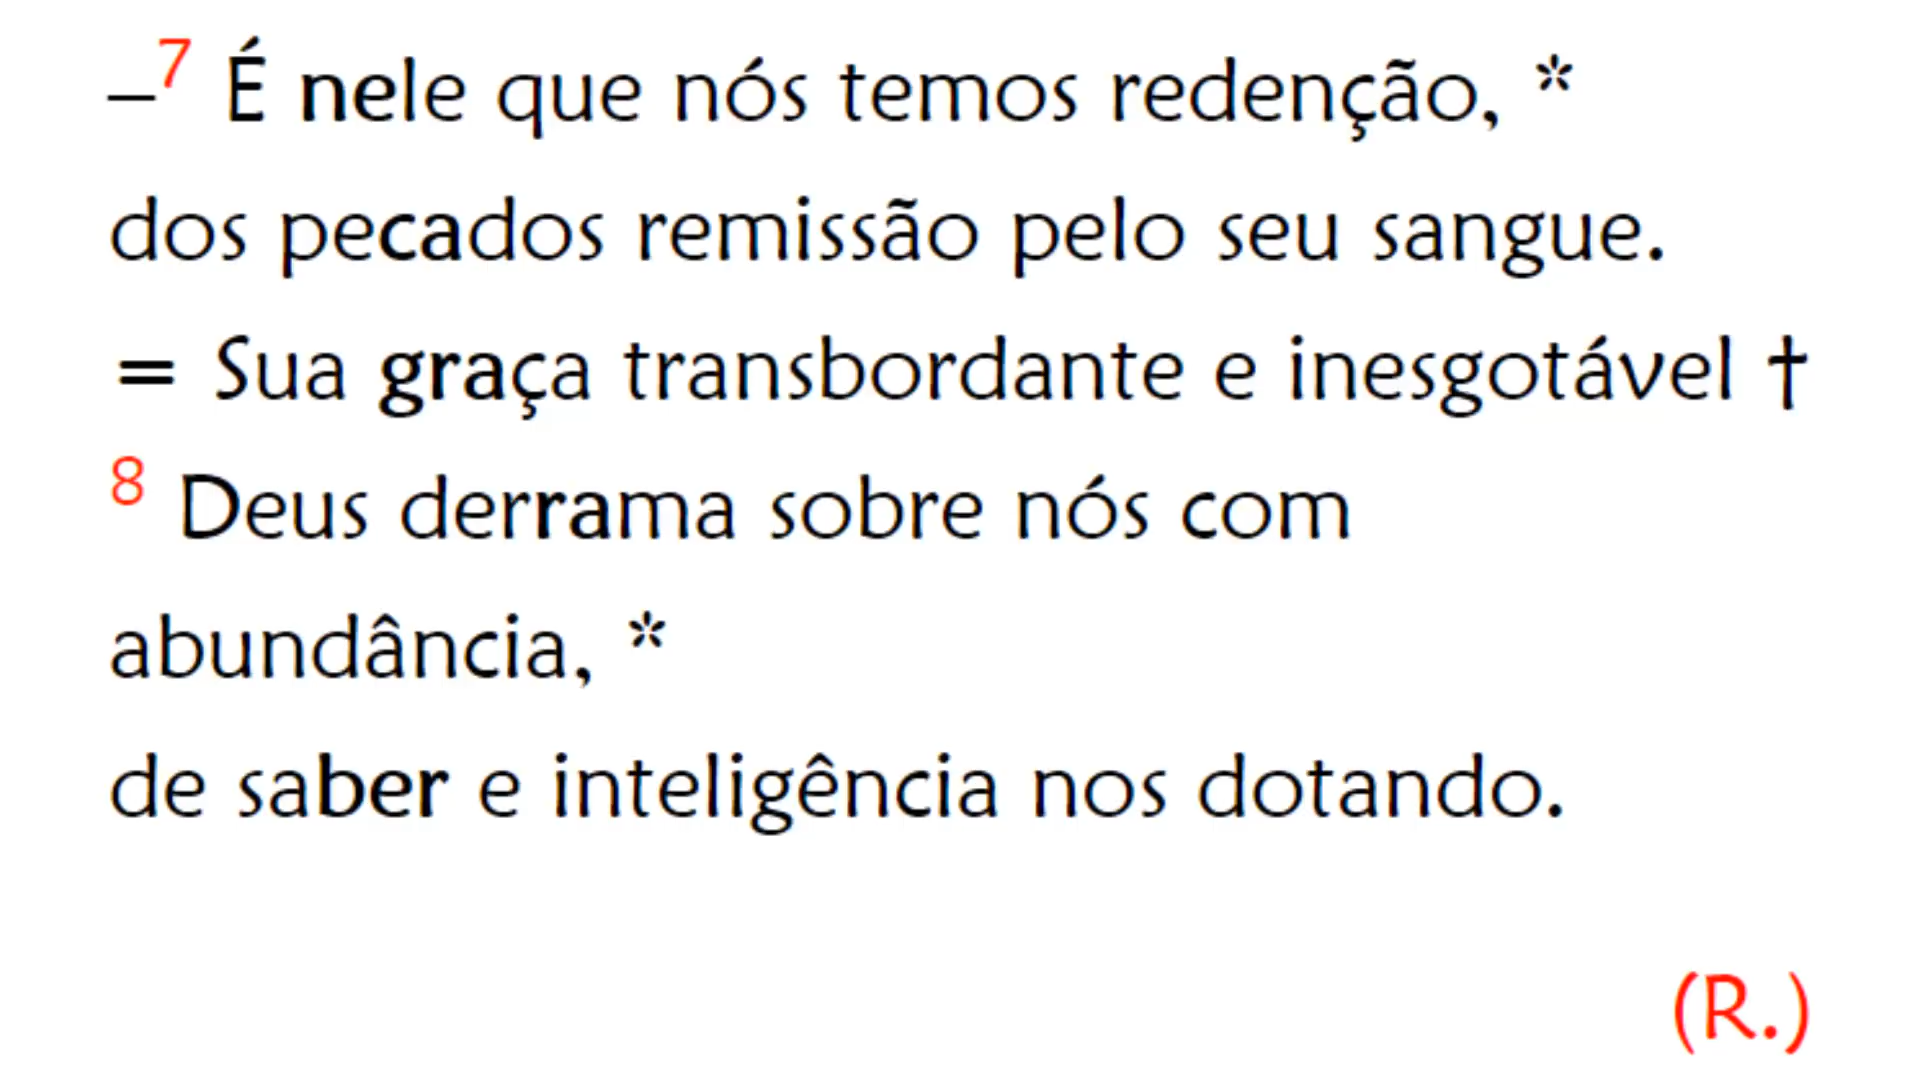 –7 É nele que nós temos redenção, *
dos pecados remissão pelo seu sangue.
= Sua graça transbordante e inesgotável †
8 Deus derrama sobre nós com
abundância, *
de saber e inteligência nos dotando.
(R.)